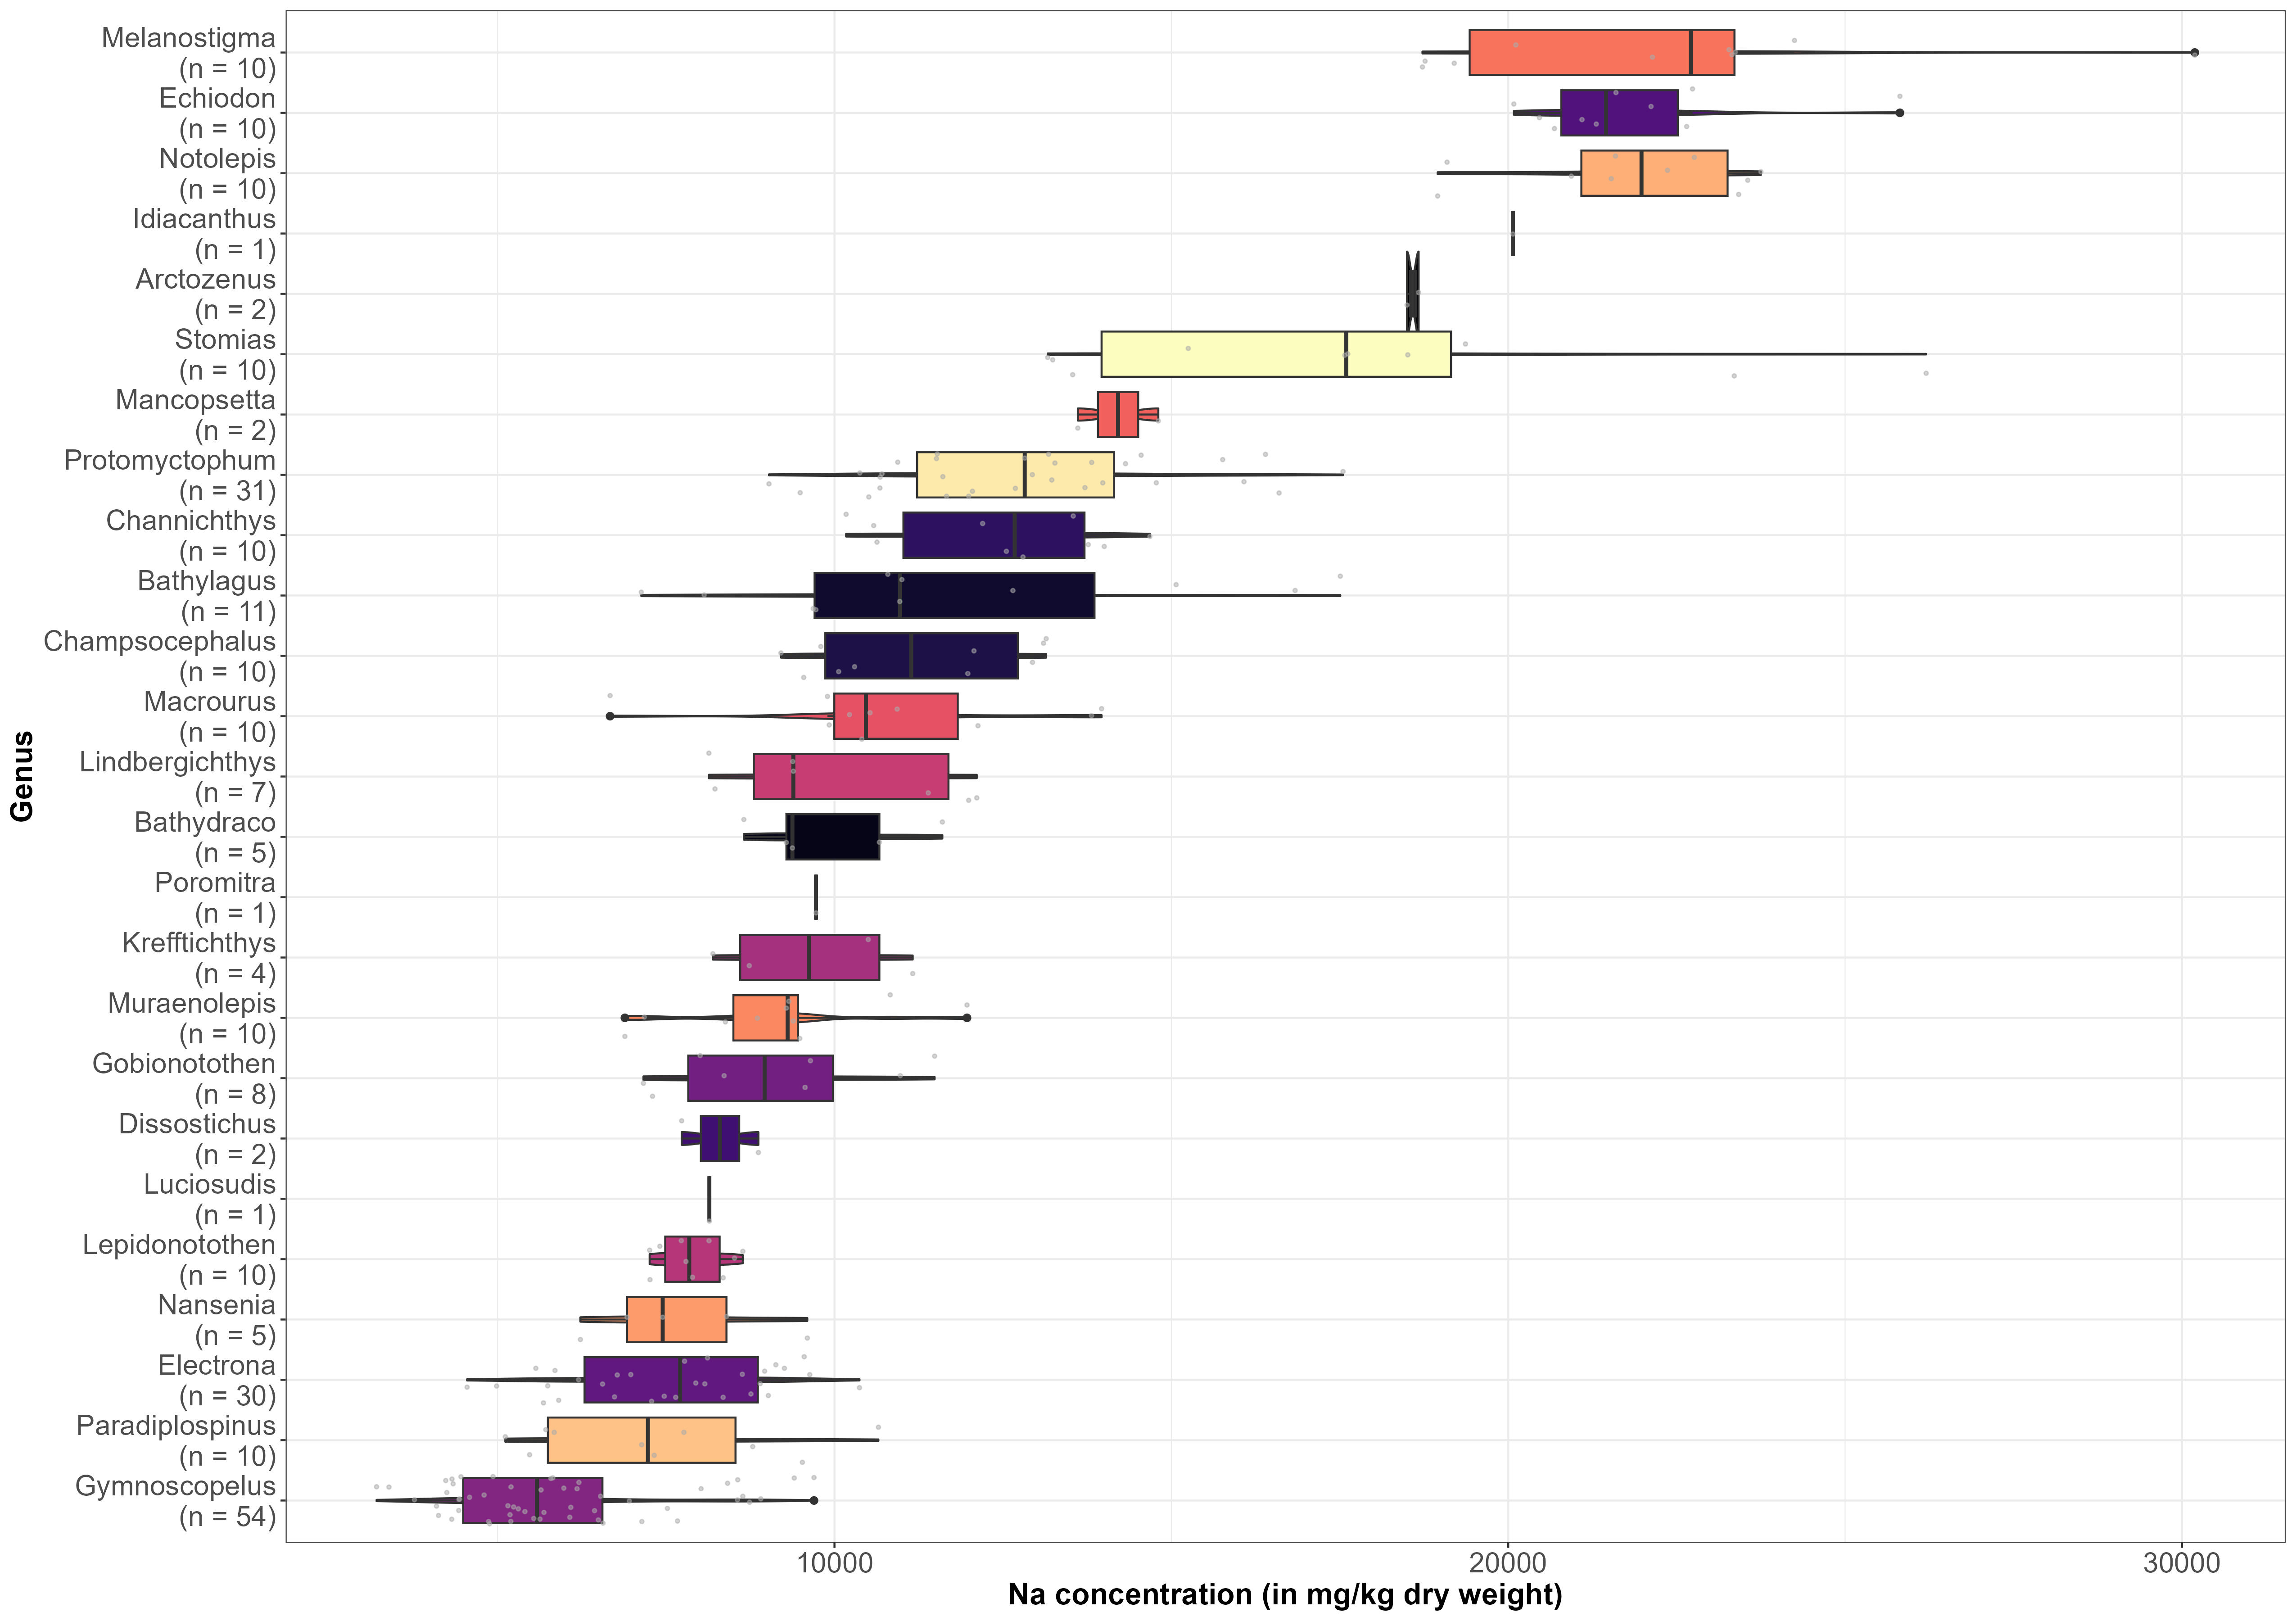 Melanostigma
(n = 10)
Echiodon
(n = 10)
Notolepis
(n = 10)
Idiacanthus
(n = 1)
Arctozenus
(n = 2)
Stomias
(n = 10)
Mancopsetta
(n = 2)
Protomyctophum
(n = 31)
Channichthys
(n = 10)
Bathylagus
(n = 11)
Champsocephalus
(n = 10)
Macrourus
(n = 10)
Lindbergichthys
(n = 7)
Bathydraco
(n = 5)
Poromitra
(n = 1)
Krefftichthys
(n = 4)
Muraenolepis
(n = 10)
Gobionotothen
(n = 8)
Dissostichus
(n = 2)
Luciosudis
(n = 1)
Lepidonotothen
(n = 10)
Nansenia
(n = 5)
Electrona
(n = 30)
Paradiplospinus
(n = 10)
Gymnoscopelus
(n = 54)
Genus
10000
20000
30000
Na concentration (in mg/kg dry weight)